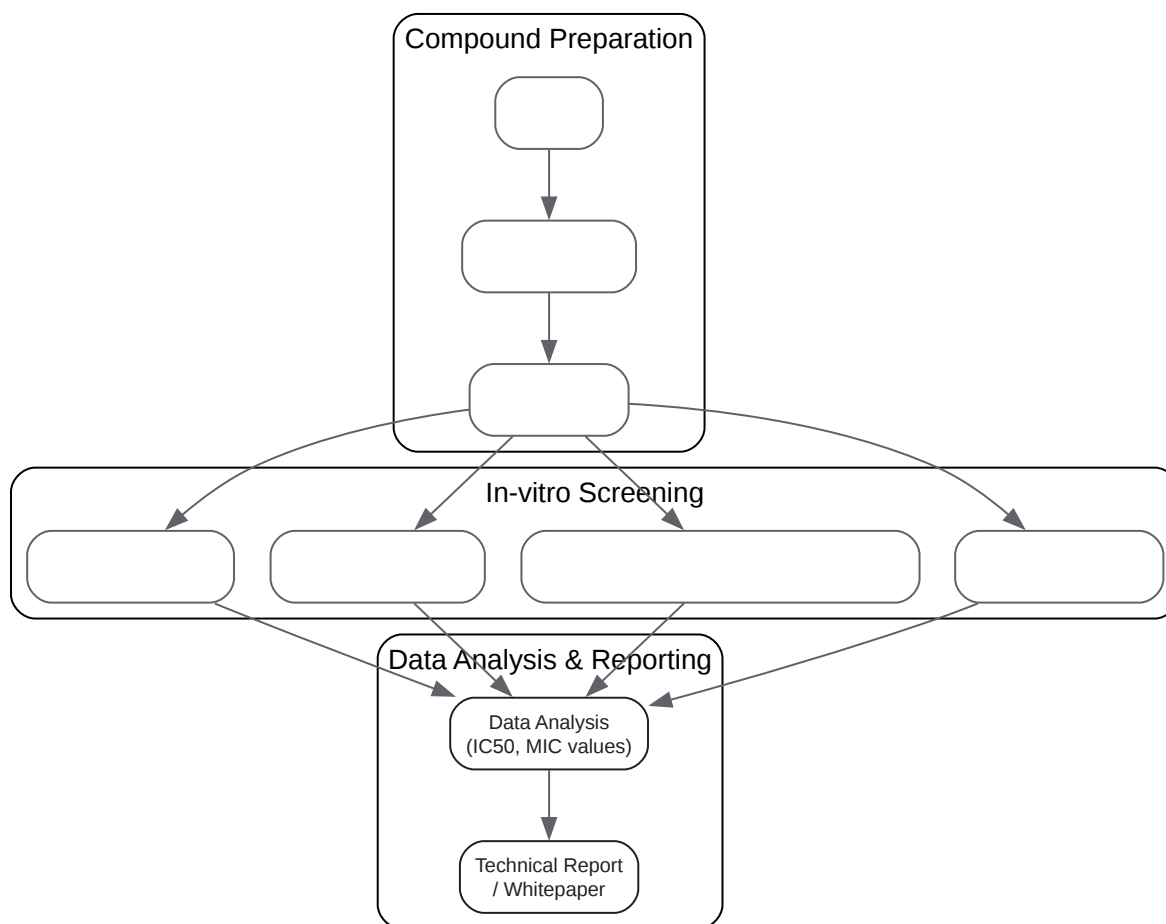 Compound Preparation
In-vitro Screening
Data Analysis & Reporting
Data Analysis
(IC50, MIC values)
Technical Report
/ Whitepaper